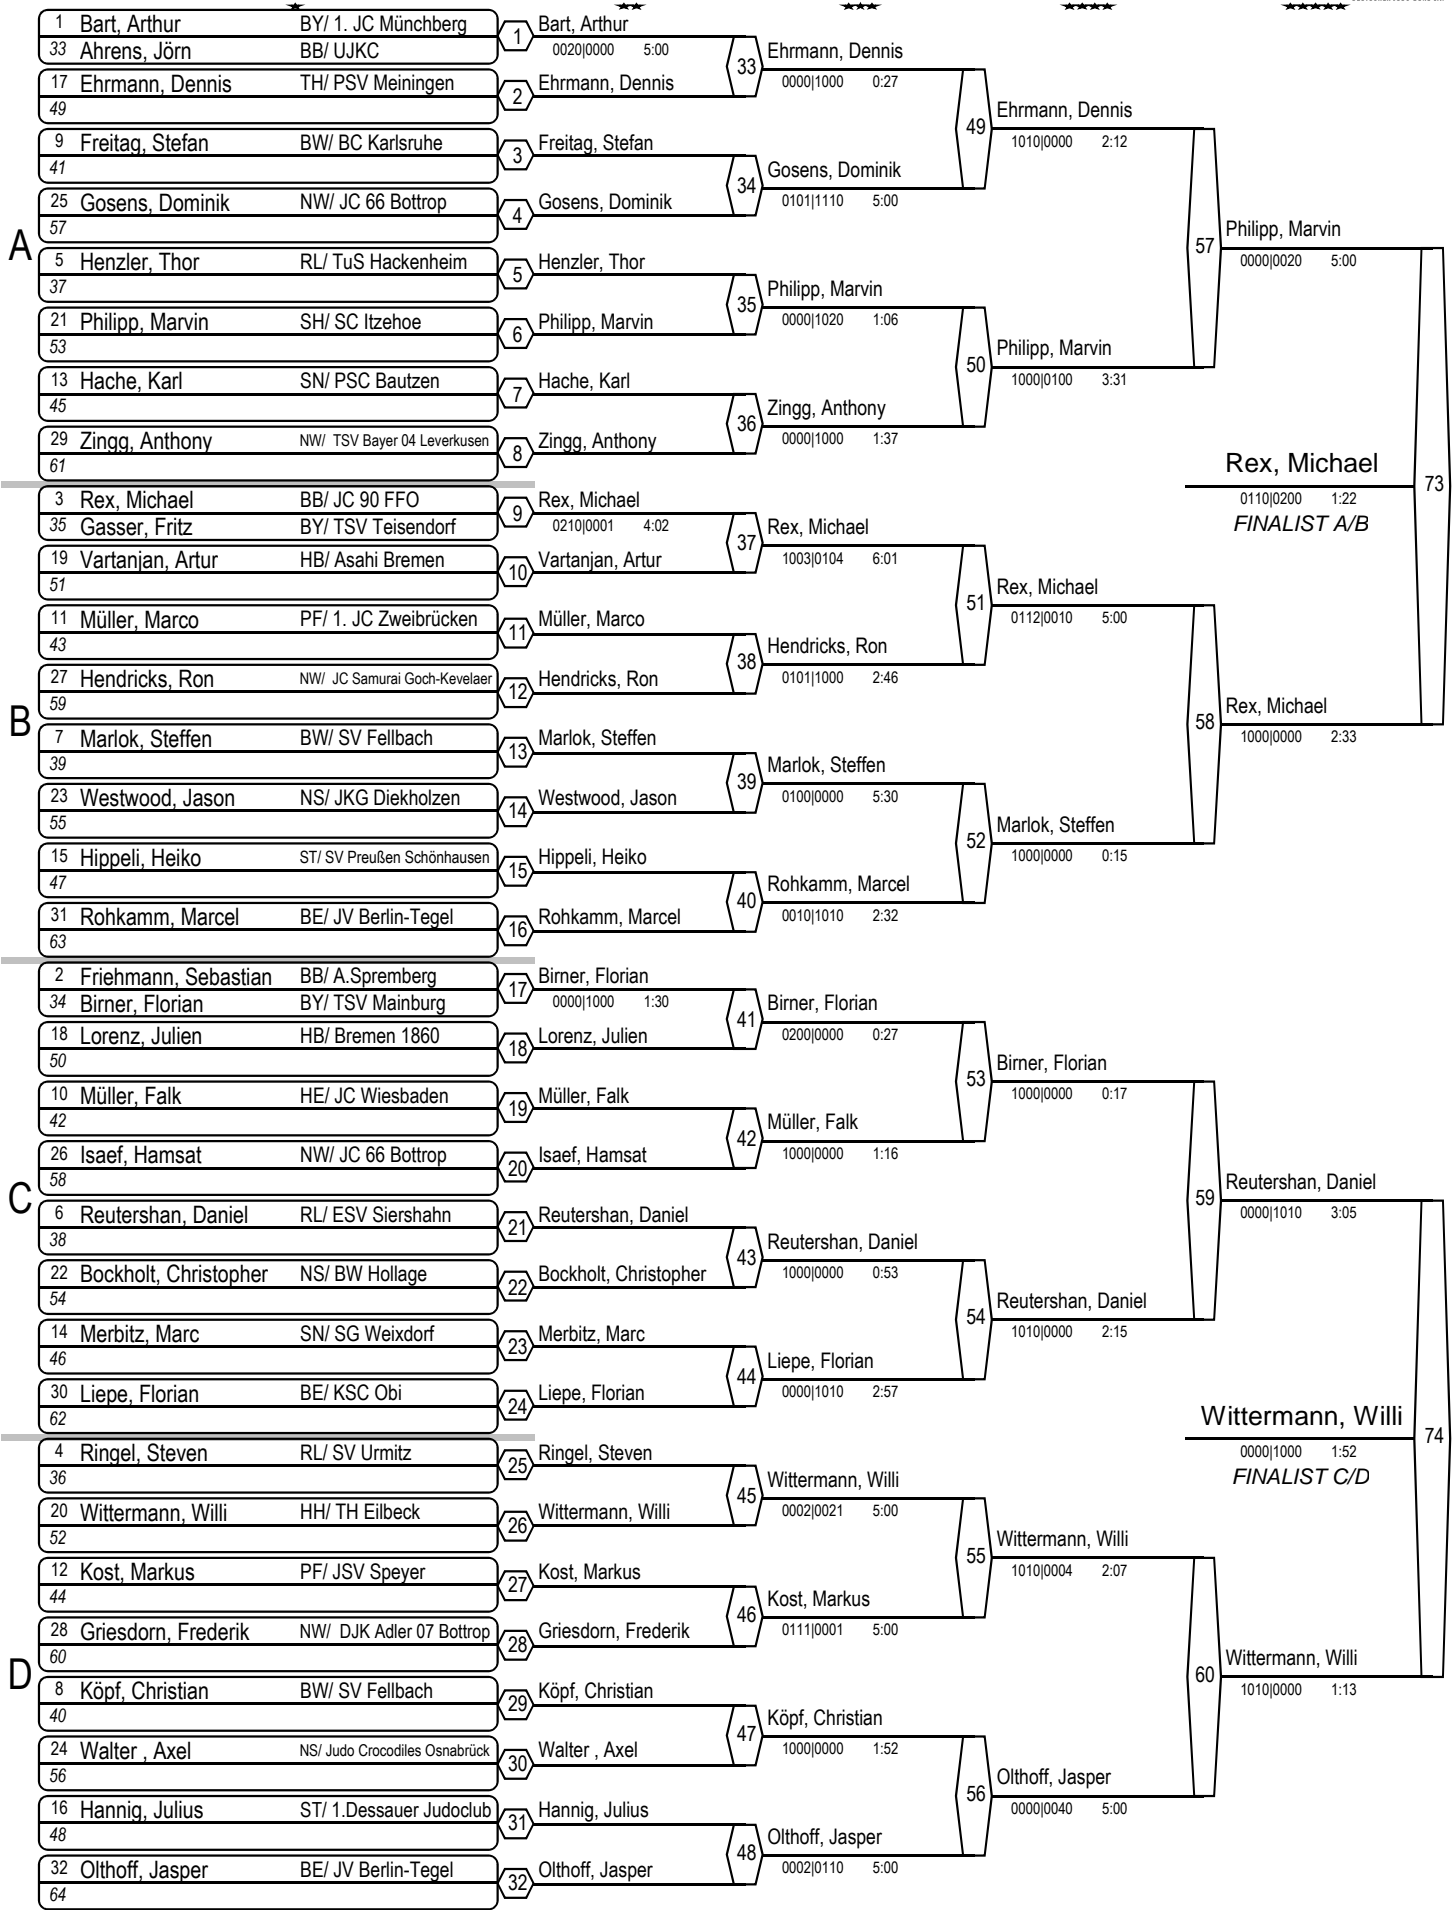 A
1 Bart, Arthur BY/ 1. JC Münchberg
33 Ahrens, Jörn BB/ UJKC
17 Ehrmann, Dennis TH/ PSV Meiningen
49
9 Freitag, Stefan BW/ BC Karlsruhe
41
25 Gosens, Dominik NW/ JC 66 Bottrop
57
5 Henzler, Thor RL/ TuS Hackenheim
37
21 Philipp, Marvin SH/ SC Itzehoe
53
13 Hache, Karl SN/ PSC Bautzen
45
29 Zingg, Anthony NW/ TSV Bayer 04 Leverkusen
61
B
3 Rex, Michael BB/ JC 90 FFO
35 Gasser, Fritz BY/ TSV Teisendorf
19 Vartanjan, Artur HB/ Asahi Bremen
51
11 Müller, Marco PF/ 1. JC Zweibrücken
43
27 Hendricks, Ron NW/ JC Samurai Goch-Kevelaer
59
7 Marlok, Steffen BW/ SV Fellbach
39
23 Westwood, Jason NS/ JKG Diekholzen
55
15 Hippeli, Heiko ST/ SV Preußen Schönhausen
47
31 Rohkamm, Marcel BE/ JV Berlin-Tegel
63
C
2 Friehmann, Sebastian BB/ A.Spremberg
34 Birner, Florian BY/ TSV Mainburg
18 Lorenz, Julien HB/ Bremen 1860
50
10 Müller, Falk HE/ JC Wiesbaden
42
26 Isaef, Hamsat NW/ JC 66 Bottrop
58
6 Reutershan, Daniel RL/ ESV Siershahn
38
22 Bockholt, Christopher NS/ BW Hollage
54
14 Merbitz, Marc SN/ SG Weixdorf
46
30 Liepe, Florian BE/ KSC Obi
62
D
4 Ringel, Steven RL/ SV Urmitz
36
20 Wittermann, Willi HH/ TH Eilbeck
52
12 Kost, Markus PF/ JSV Speyer
44
28 Griesdorn, Frederik NW/ DJK Adler 07 Bottrop
60
8 Köpf, Christian BW/ SV Fellbach
40
24 Walter , Axel NS/ Judo Crocodiles Osnabrück
56
16 Hannig, Julius ST/ 1.Dessauer Judoclub
48
32 Olthoff, Jasper BE/ JV Berlin-Tegel
64
1 Bart, Arthur
0020|0000 5:00
2 Ehrmann, Dennis
3 Freitag, Stefan
4 Gosens, Dominik
5 Henzler, Thor
6 Philipp, Marvin
7 Hache, Karl
8 Zingg, Anthony
9 Rex, Michael
0210|0001 4:02
10 Vartanjan, Artur
11 Müller, Marco
12 Hendricks, Ron
13 Marlok, Steffen
14 Westwood, Jason
15 Hippeli, Heiko
16 Rohkamm, Marcel
17 Birner, Florian
0000|1000 1:30
18 Lorenz, Julien
19 Müller, Falk
20 Isaef, Hamsat
21 Reutershan, Daniel
22 Bockholt, Christopher
23 Merbitz, Marc
24 Liepe, Florian
25 Ringel, Steven
26 Wittermann, Willi
27 Kost, Markus
28 Griesdorn, Frederik
29 Köpf, Christian
30 Walter , Axel
31 Hannig, Julius
32 Olthoff, Jasper
33 Ehrmann, Dennis
0000|1000 0:27
34 Gosens, Dominik
0101|1110 5:00
35 Philipp, Marvin
0000|1020 1:06
36 Zingg, Anthony
0000|1000 1:37
37 Rex, Michael
1003|0104 6:01
38 Hendricks, Ron
0101|1000 2:46
39 Marlok, Steffen
0100|0000 5:30
40 Rohkamm, Marcel
0010|1010 2:32
41 Birner, Florian
0200|0000 0:27
42 Müller, Falk
1000|0000 1:16
43 Reutershan, Daniel
1000|0000 0:53
44 Liepe, Florian
0000|1010 2:57
45 Wittermann, Willi
0002|0021 5:00
46 Kost, Markus
0111|0001 5:00
47 Köpf, Christian
1000|0000 1:52
48 Olthoff, Jasper
0002|0110 5:00
49 Ehrmann, Dennis
1010|0000 2:12
50 Philipp, Marvin
1000|0100 3:31
51 Rex, Michael
0112|0010 5:00
52 Marlok, Steffen
1000|0000 0:15
53 Birner, Florian
1000|0000 0:17
54 Reutershan, Daniel
1010|0000 2:15
55 Wittermann, Willi
1010|0004 2:07
56 Olthoff, Jasper
0000|0040 5:00
57 Philipp, Marvin
0000|0020 5:00
58 Rex, Michael
1000|0000 2:33
59 Reutershan, Daniel
0000|1010 3:05
60 Wittermann, Willi
1010|0000 1:13
Rex, Michael 73
0110|0200 1:22
FINALIST A/B
Wittermann, Willi 74
0000|1000 1:52
FINALIST C/D